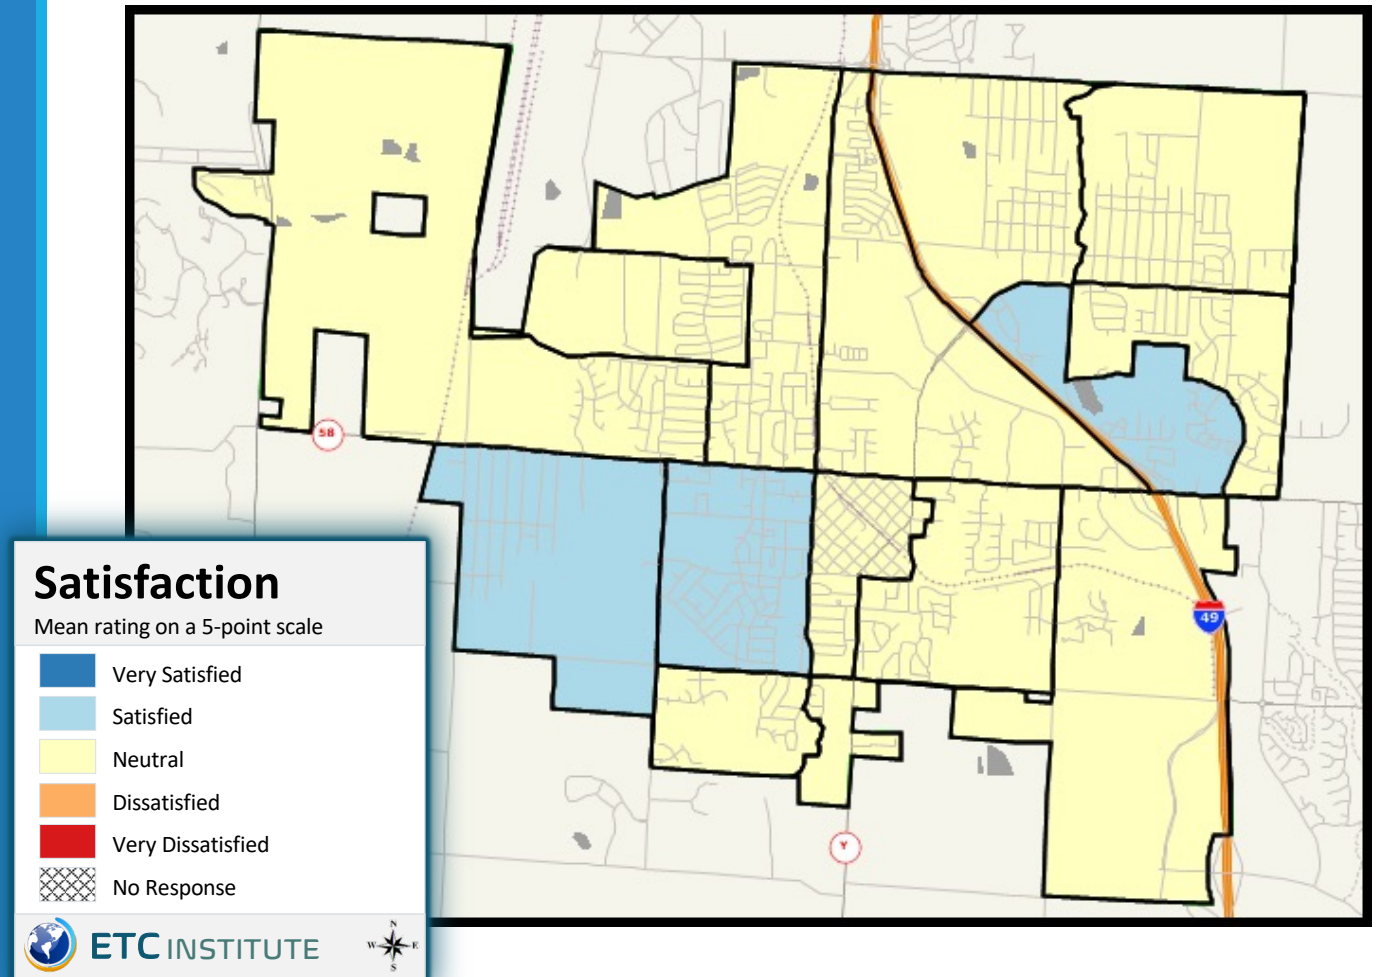 58
49
Y
Satisfaction
Mean rating on a 5-point scale
Very Satisfied
Satisfied
Neutral
Dissatisfied
Very Dissatisfied
No Response
ETC INSTITUTE
N
W E
S